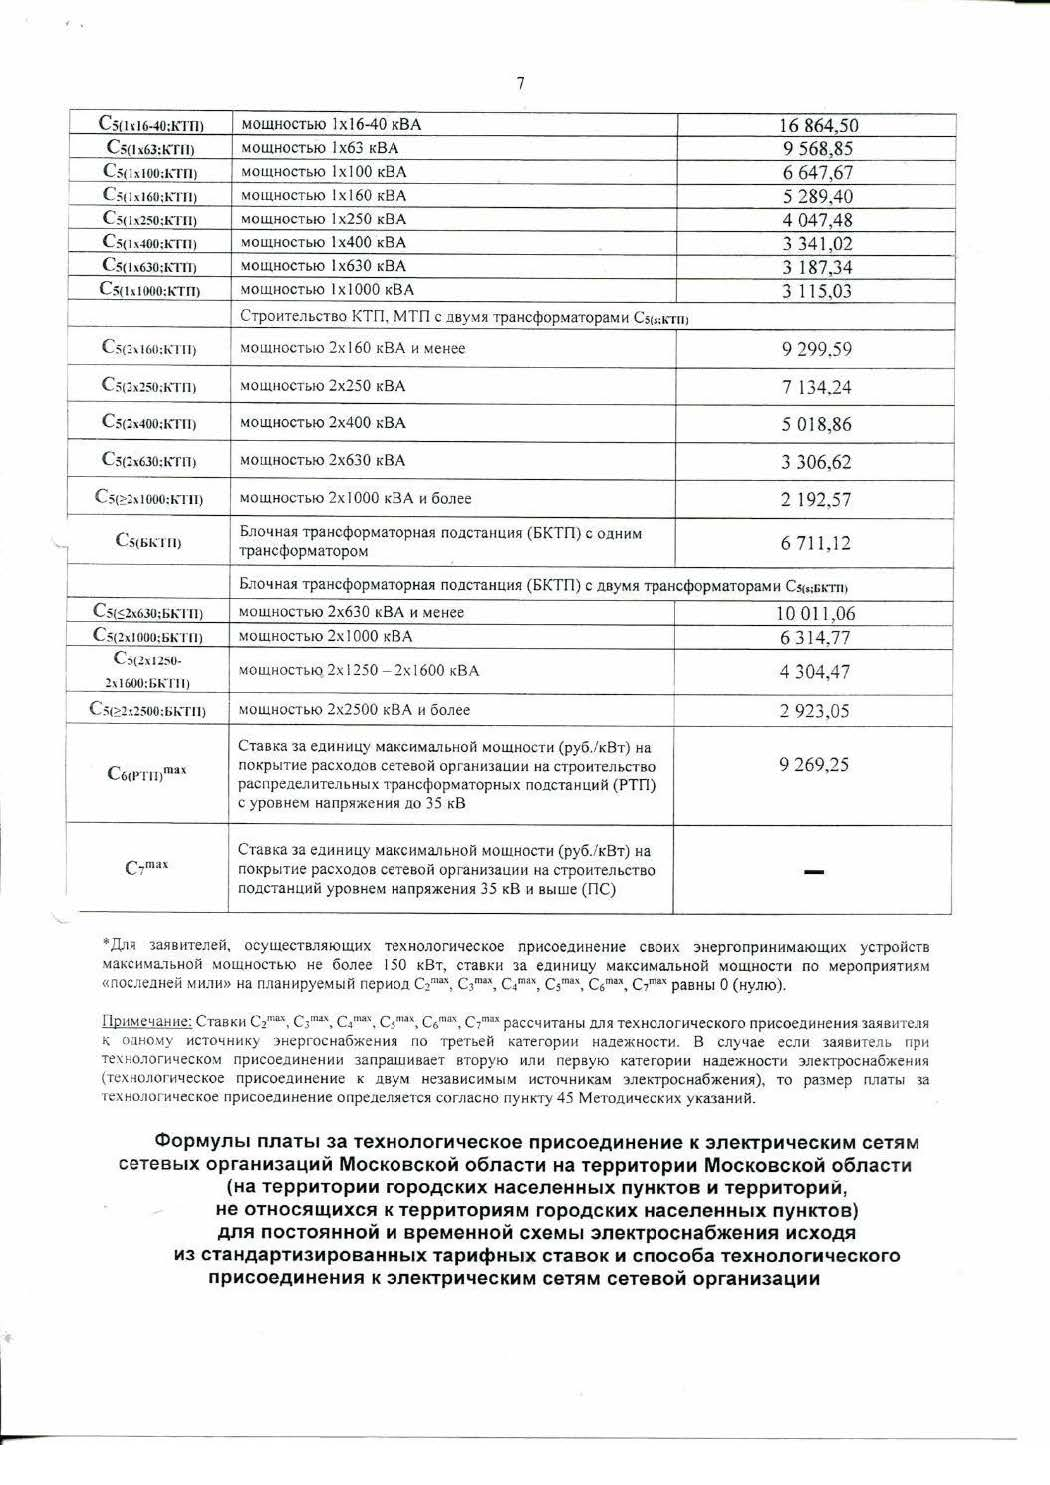 7
C5(1x16-40;КТП) мощностью 1x16-40 кВА 16 864,50
C5(1x63;КТП) мощностью 1x63 кВА 9 568,85
C5(1x100;КТП) мощностью 1x100 кВА 6 647,67
C5(1x160;КТП) мощностью 1x160 кВА 5 289,40
C5(1x250;КТП) мощностью 1x250 кВА 4 047,48
C5(1x400;КТП) мощностью 1x400 кВА 3 341,02
C5(1x630;КТП) мощностью 1x630 кВА 3 187,34
C5(1x1000;КТП) мощностью 1x1000 кВА 3 115,03
Строительство КТП, МТП с двумя трансформаторами C5(s;КТП)
C5(2x160;КТП) мощностью 2x160 кВА и менее 9 299,59
C5(2x250;КТП) мощностью 2x250 кВА 7 134,24
C5(2x400;КТП) мощностью 2x400 кВА 5 018,86
C5(2x630;КТП) мощностью 2x630 кВА 3 306,62
C5(≥2x1000;КТП) мощностью 2x1000 кЗА и более 2 192,57
C5(БКТП) Блочная трансформаторная подстанция (БКТП) с одним
трансформатором 6 711,12
Блочная трансформаторная подстанция (БКТП) с двумя трансформаторами C5(s;БКТП)
C5(≤2x630;БКТП) мощностью 2x630 кВА и менее 10 011,06
C5(2x1000;БКТП) мощностью 2x1000 кВА 6 314,77
C5(2x1250-
2x1600;БКТП) мощностью 2x1250 – 2x1600 кВА 4 304,47
C5(≥2x2500;БКТП) мощностью 2x2500 кВА и более 2 923,05
C6(РТП)max Ставка за единицу максимальной мощности (руб./кВт) на
покрытие расходов сетевой организации на строительство
распределительных трансформаторных подстанций (РТП)
с уровнем напряжения до 35 кВ 9 269,25
C7max Ставка за единицу максимальной мощности (руб./кВт) на
покрытие расходов сетевой организации на строительство
подстанций уровнем напряжения 35 кВ и выше (ПС) –
*Для заявителей, осуществляющих технологическое присоединение своих энергопринимающих устройств
максимальной мощностью не более 150 кВт, ставки за единицу максимальной мощности по мероприятиям
«последней мили» на планируемый период C2max, C3max, C4max, C5max, C6max, C7max равны 0 (нулю).
Примечание: Ставки C2max, C3max, C4max, C5max, C6max, C7max рассчитаны для технологического присоединения заявителя
к одному источнику энергоснабжения по третьей категории надежности. В случае если заявитель при
технологическом присоединении запрашивает вторую или первую категории надежности электроснабжения
(технологическое присоединение к двум независимым источникам электроснабжения), то размер платы за
технологическое присоединение определяется согласно пункту 45 Методических указаний.
Формулы платы за технологическое присоединение к электрическим сетям
сетевых организаций Московской области на территории Московской области
(на территории городских населенных пунктов и территорий,
не относящихся к территориям городских населенных пунктов)
для постоянной и временной схемы электроснабжения исходя
из стандартизированных тарифных ставок и способа технологического
присоединения к электрическим сетям сетевой организации